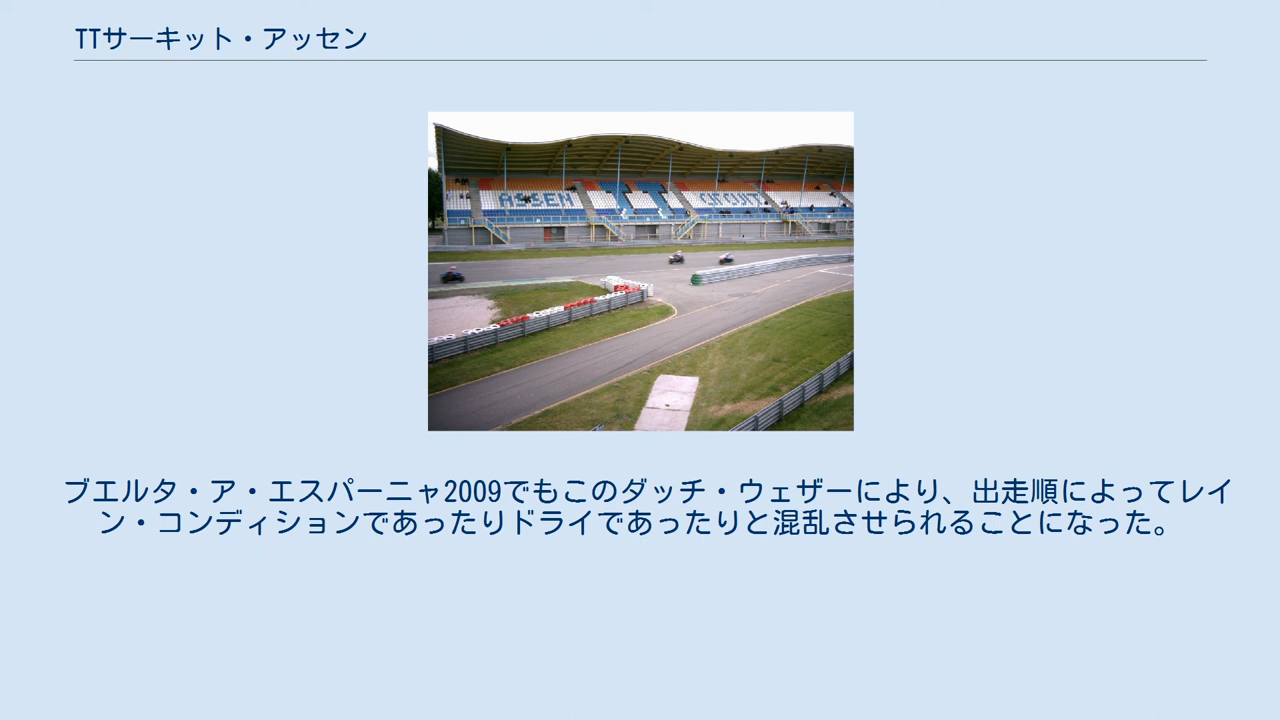 TTサーキット・アッセン
ASSEN TT CIRCUIT
ブエルタ・ア・エスパーニャ2009でもこのダッチ・ウェザーにより、出走順によってレイ
ン・コンディションであったりドライであったりと混乱させられることになった。